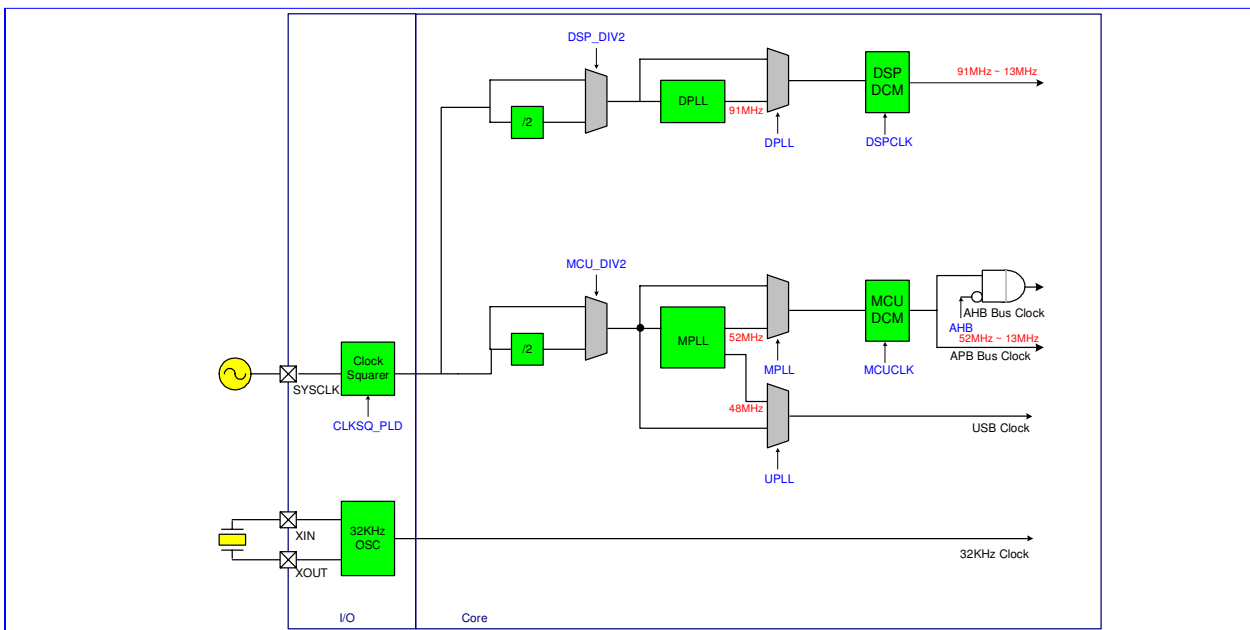 DSP_DIV2
/2
DPLL
91MHz
DPLL
DSP
DCM
DSPCLK
91MHz ~ 13MHz
MCU_DIV2
/2
MPLL
52MHz
48MHz
MPLL
UPLL
MCU
DCM
MCUCLK
AHB
AHB Bus Clock
52MHz ~ 13MHz
APB Bus Clock
USB Clock
SYSCLK
Clock
Squarer
CLKSQ_PLD
XIN
XOUT
32KHz
OSC
32KHz Clock
I/O
Core